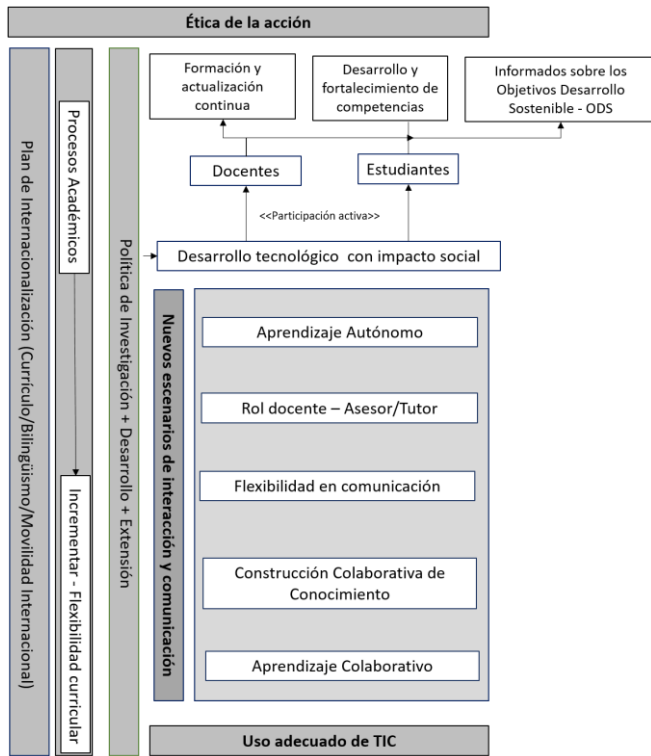 Ética de la acción
Plan de Internacionalización (Currículo/Bilingüismo/Movilidad Internacional)
Procesos Académicos
Incrementar - Flexibilidad curricular
Política de Investigación + Desarrollo + Extensión
Formación y
actualización
continua
Desarrollo y
fortalecimiento de
competencias
Informados sobre los
Objetivos Desarrollo
Sostenible - ODS
Docentes
Estudiantes
<<Participación activa>>
Desarrollo tecnológico con impacto social
Nuevos escenarios de interacción y comunicación
Aprendizaje Autónomo
Rol docente – Asesor/Tutor
Flexibilidad en comunicación
Construcción Colaborativa de
Conocimiento
Aprendizaje Colaborativo
Uso adecuado de TIC